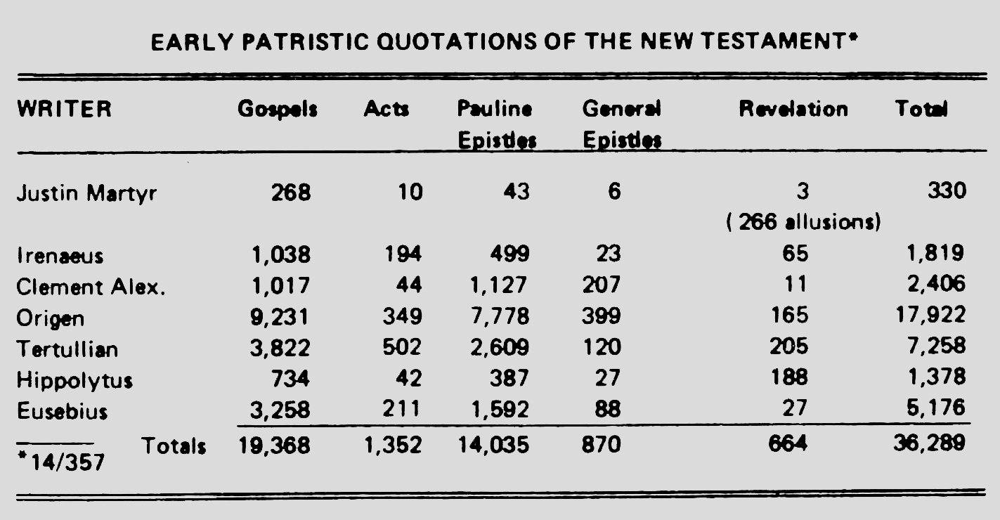 EARLY PATRISTIC QUOTATIONS OF THE NEW TESTAMENT*
WRITER Gospels Acts Pauline General Revelation Total
Epistles Epistles
Justin Martyr 268 10 43 6 3 330
( 266 allusions)
Irenaeus 1,038 194 499 23 65 1,819
Clement Alex. 1,017 44 1,127 207 11 2,406
Origen 9,231 349 7,778 399 165 17,922
Tertullian 3,822 502 2,609 120 205 7,258
Hippolytus 734 42 387 27 188 1,378
Eusebius 3,258 211 1,592 88 27 5,176
Totals 19,368 1,352 14,035 870 664 36,289
*14/357